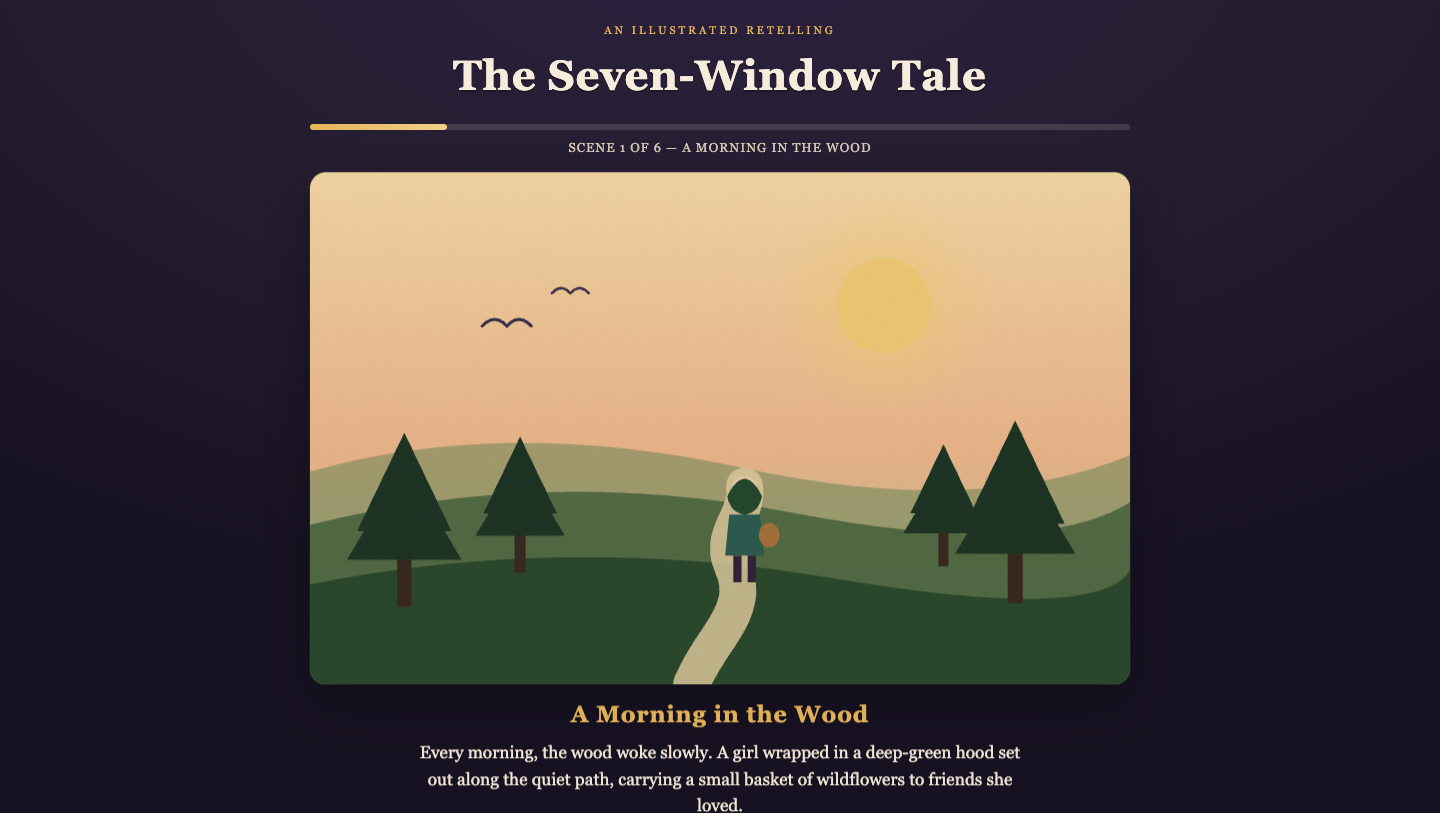 AN ILLUSTRATED RETELLING
The Seven-Window Tale
SCENE 1 OF 6 — A MORNING IN THE WOOD
A Morning in the Wood
Every morning, the wood woke slowly. A girl wrapped in a deep-green hood set
out along the quiet path, carrying a small basket of wildflowers to friends she
loved.